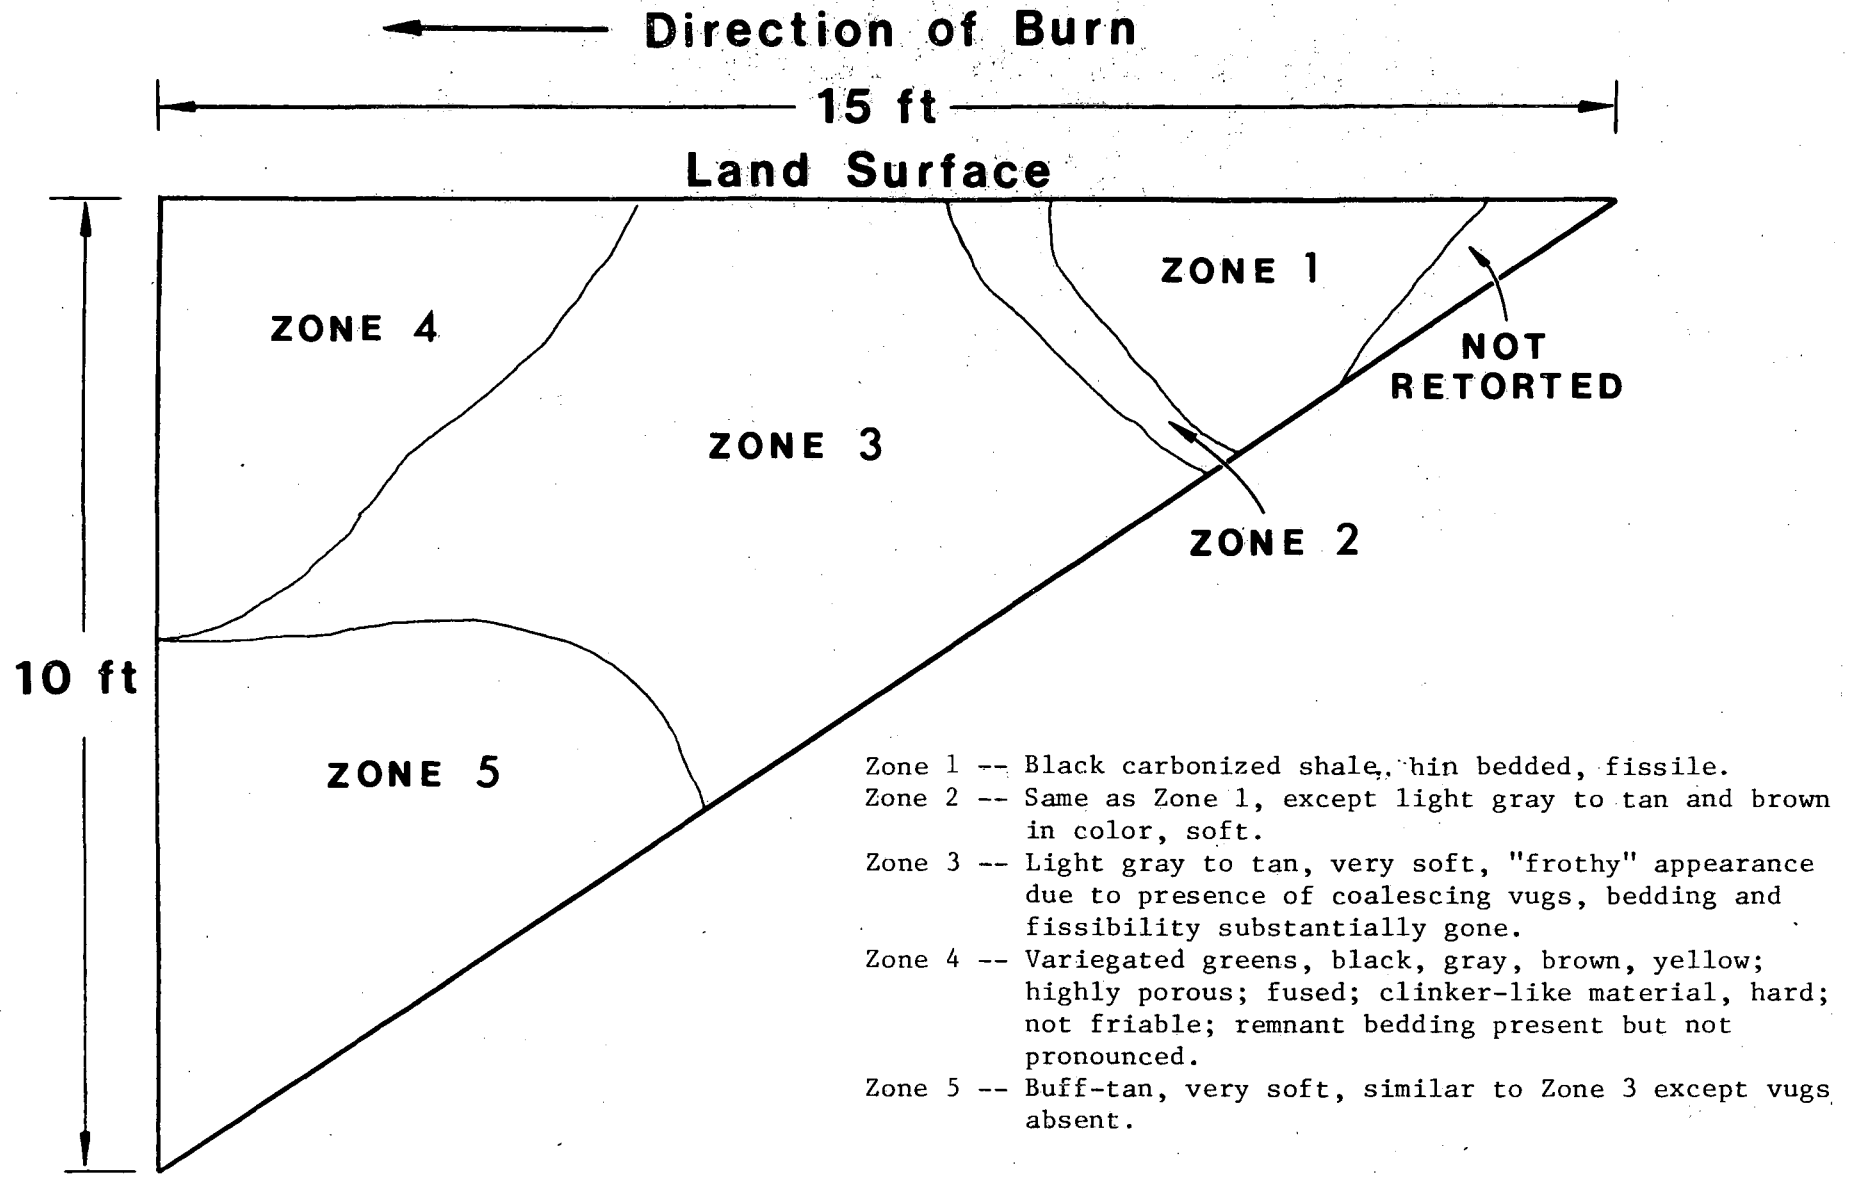 Direction of Burn
15 ft
Land Surface
ZONE 4
ZONE 1
NOT
RETORTED
ZONE 3
ZONE 2
10 ft
ZONE 5
Zone 1 -- Black carbonized shale, hin bedded, fissile.
Zone 2 -- Same as Zone 1, except light gray to tan and brown
in color, soft.
Zone 3 -- Light gray to tan, very soft, "frothy" appearance
due to presence of coalescing vugs, bedding and
fissibility substantially gone.
Zone 4 -- Variegated greens, black, gray, brown, yellow;
highly porous; fused; clinker-like material, hard;
not friable; remnant bedding present but not
pronounced.
Zone 5 -- Buff-tan, very soft, similar to Zone 3 except vugs
absent.